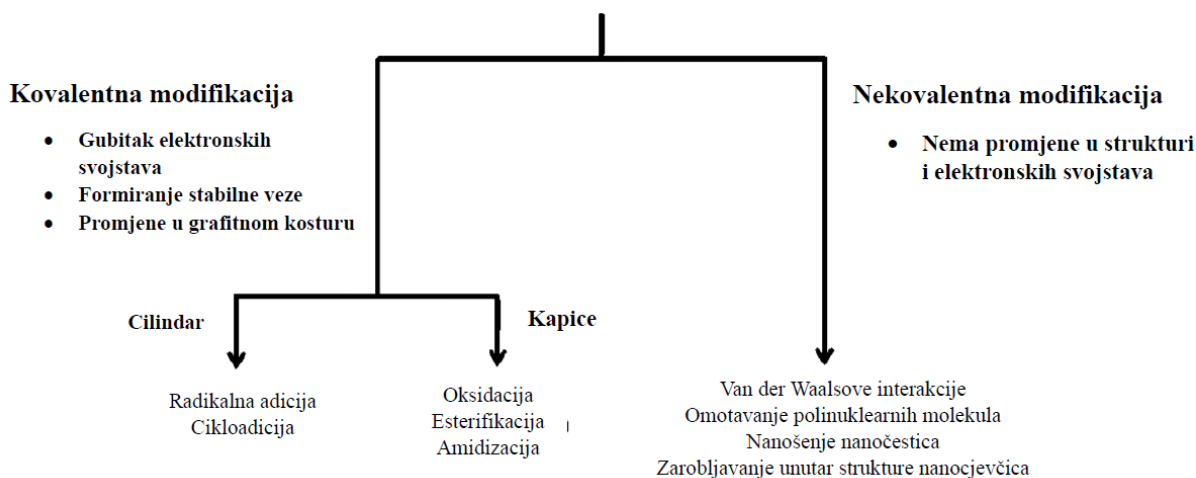 Kovalentna modifikacija
• Gubitak elektronskih
svojstava
• Formiranje stabilne veze
• Promjene u grafitnom kosturu
Nekovalentna modifikacija
• Nema promjene u strukturi
i elektronskih svojstava
Cilindar
Kapice
Radikalna adicija
Cikloadicija
Oksidacija
Esterifikacija
Amidizacija
Van der Waalsove interakcije
Omotavanje polinuklearnih molekula
Nanošenje nanočestica
Zarobljavanje unutar strukture nanocjevčica